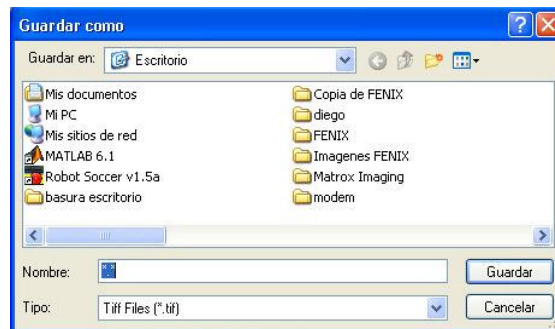 Guardar como
Guardar en: Escritorio
Mis documentos
Mi PC
Mis sitios de red
MATLAB 6.1
Robot Soccer v1.5a
basura escritorio
Copia de FENIX
diego
FENIX
Imagenes FENIX
Matrox Imaging
modem
Nombre: *.*
Guardar
Tipo: Tiff Files (*.tif)
Cancelar